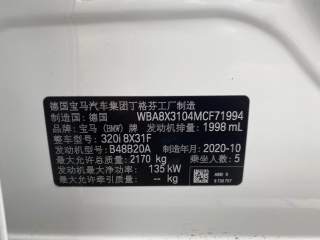 德国宝马汽车集团丁格芬工厂制造
制造国：德国 WBA8X3104MCF71994
品牌：宝马（BMW）牌 发动机排量：1998 mL
整车型号：320i 8X31F
发动机型号：B48B20A 制造年月：2020-10
最大允许总质量：2170 kg 乘坐人数：5
发动机最大净功率：135 kW
最大允许牵引质量：-- kg